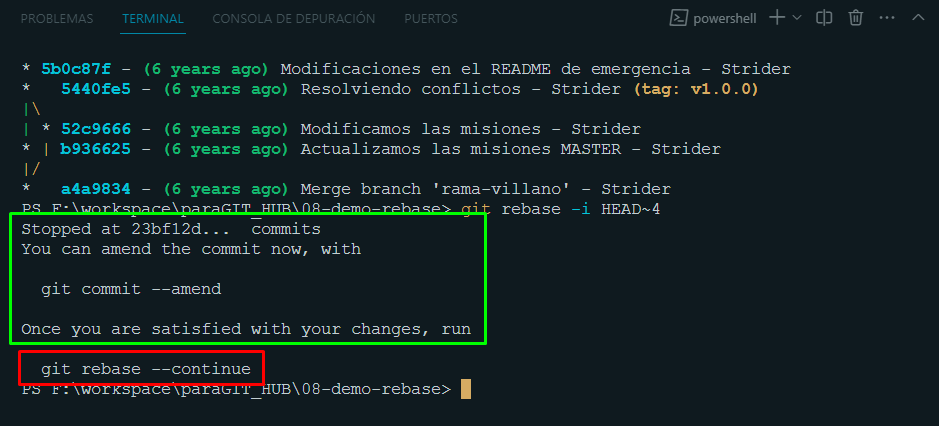 PROBLEMAS TERMINAL CONSOLA DE DEPURACIÓN PUERTOS powershell
* 5b0c87f - (6 years ago) Modificaciones en el README de emergencia - Strider
*   5440fe5 - (6 years ago) Resolviendo conflictos - Strider (tag: v1.0.0)
|\
| * 52c9666 - (6 years ago) Modificamos las misiones - Strider
* | b936625 - (6 years ago) Actualizamos las misiones MASTER - Strider
|/
*   a4a9834 - (6 years ago) Merge branch 'rama-villano' - Strider
PS F:\workspace\paraGIT_HUB\08-demo-rebase> git rebase -i HEAD~4
Stopped at 23bf12d...  commits
You can amend the commit now, with
  git commit --amend
Once you are satisfied with your changes, run
  git rebase --continue
PS F:\workspace\paraGIT_HUB\08-demo-rebase>